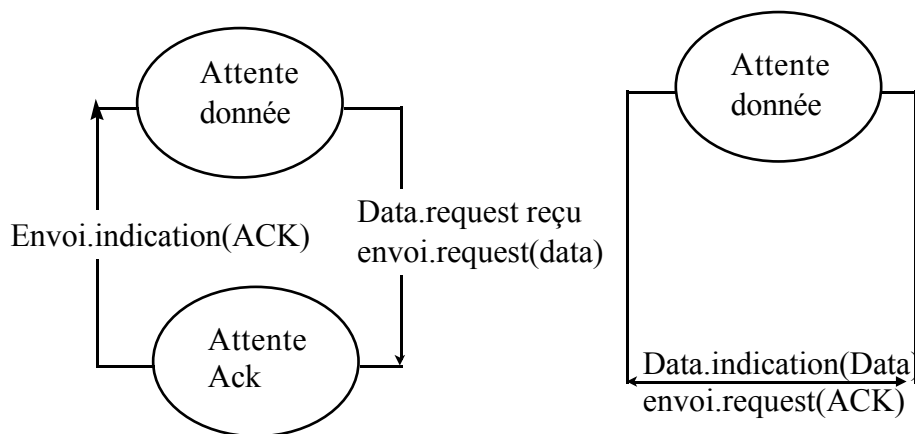 Attente
donnée
Envoi.indication(ACK)
Data.request reçu
envoi.request(data)
Attente
Ack
Attente
donnée
Data.indication(Data)
envoi.request(ACK)